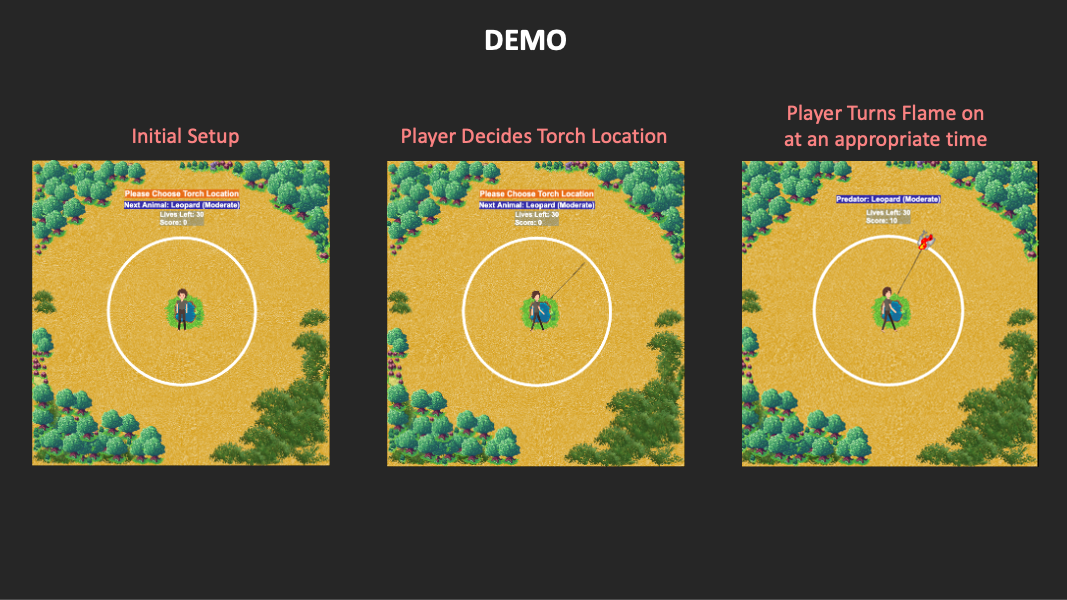 DEMO
Initial Setup
Please Choose Torch Location
Next Animal: Leopard (Moderate)
Lives Left: 30
Score: 0
Player Decides Torch Location
Please Choose Torch Location
Next Animal: Leopard (Moderate)
Lives Left: 30
Score: 0
Player Turns Flame on
at an appropriate time
Predator: Leopard (Moderate)
Lives Left: 30
Score: 10